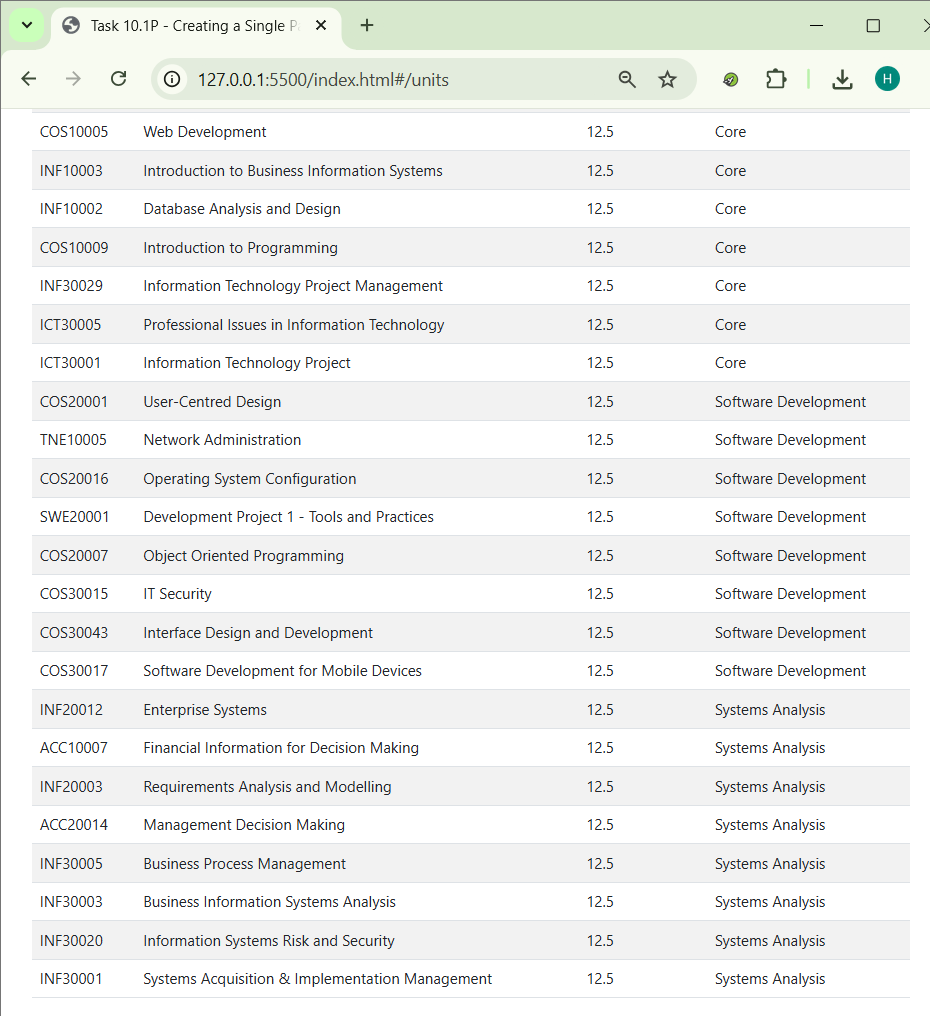 Task 10.1P - Creating a Single P
127.0.0.1:5500/index.html#/units
H
COS10005 Web Development 12.5 Core
INF10003 Introduction to Business Information Systems 12.5 Core
INF10002 Database Analysis and Design 12.5 Core
COS10009 Introduction to Programming 12.5 Core
INF30029 Information Technology Project Management 12.5 Core
ICT30005 Professional Issues in Information Technology 12.5 Core
ICT30001 Information Technology Project 12.5 Core
COS20001 User-Centred Design 12.5 Software Development
TNE10005 Network Administration 12.5 Software Development
COS20016 Operating System Configuration 12.5 Software Development
SWE20001 Development Project 1 - Tools and Practices 12.5 Software Development
COS20007 Object Oriented Programming 12.5 Software Development
COS30015 IT Security 12.5 Software Development
COS30043 Interface Design and Development 12.5 Software Development
COS30017 Software Development for Mobile Devices 12.5 Software Development
INF20012 Enterprise Systems 12.5 Systems Analysis
ACC10007 Financial Information for Decision Making 12.5 Systems Analysis
INF20003 Requirements Analysis and Modelling 12.5 Systems Analysis
ACC20014 Management Decision Making 12.5 Systems Analysis
INF30005 Business Process Management 12.5 Systems Analysis
INF30003 Business Information Systems Analysis 12.5 Systems Analysis
INF30020 Information Systems Risk and Security 12.5 Systems Analysis
INF30001 Systems Acquisition & Implementation Management 12.5 Systems Analysis